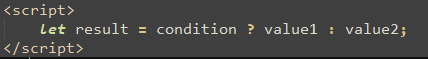 <script>
let result = condition ? value1 : value2;
</script>